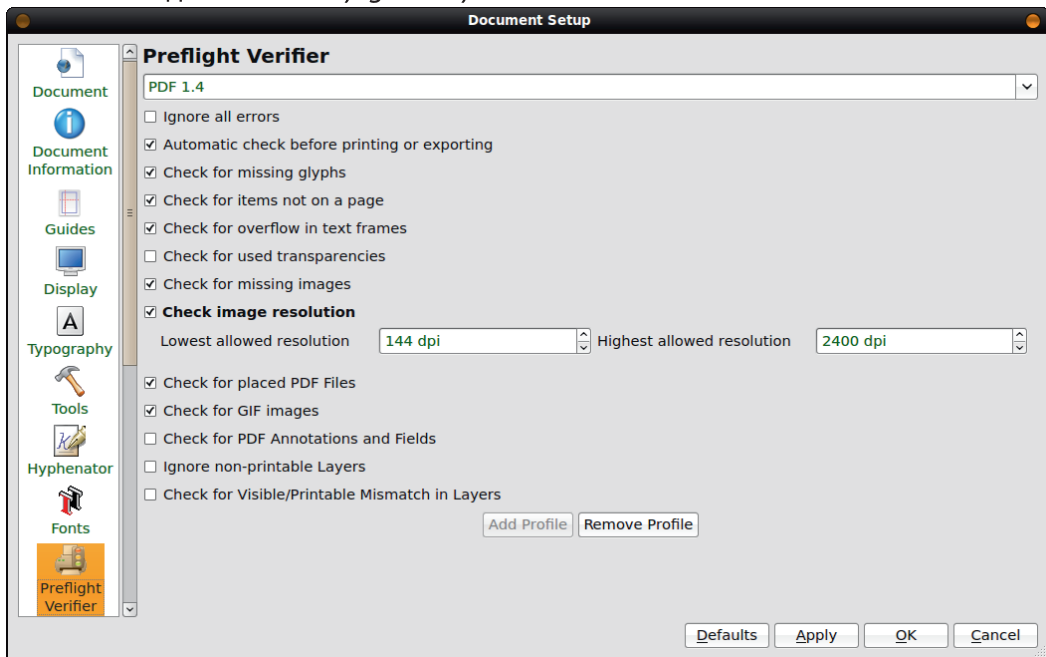 Document Setup
Document
Document
Information
Guides
Display
A
Typography
Tools
Hyphenator
Fonts
Preflight
Verifier
Preflight Verifier
PDF 1.4
Ignore all errors
Automatic check before printing or exporting
Check for missing glyphs
Check for items not on a page
Check for overflow in text frames
Check for used transparencies
Check for missing images
Check image resolution
Lowest allowed resolution 144 dpi Highest allowed resolution 2400 dpi
Check for placed PDF Files
Check for GIF images
Check for PDF Annotations and Fields
Ignore non-printable Layers
Check for Visible/Printable Mismatch in Layers
Add Profile Remove Profile
Defaults Apply OK Cancel